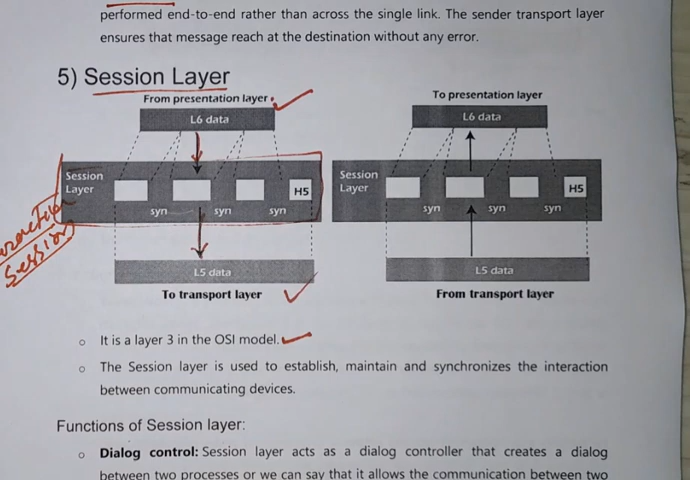 performed end-to-end rather than across the single link. The sender transport layer
ensures that message reach at the destination without any error.
5) Session Layer
From presentation layer
L6 data
Session
Layer
H5
syn
syn
syn
L5 data
To transport layer
To presentation layer
L6 data
Session
Layer
H5
syn
syn
syn
L5 data
From transport layer
Session
o It is a layer 3 in the OSI model.
o The Session layer is used to establish, maintain and synchronizes the interaction
between communicating devices.
Functions of Session layer:
o Dialog control: Session layer acts as a dialog controller that creates a dialog
between two processes or we can say that it allows the communication between two